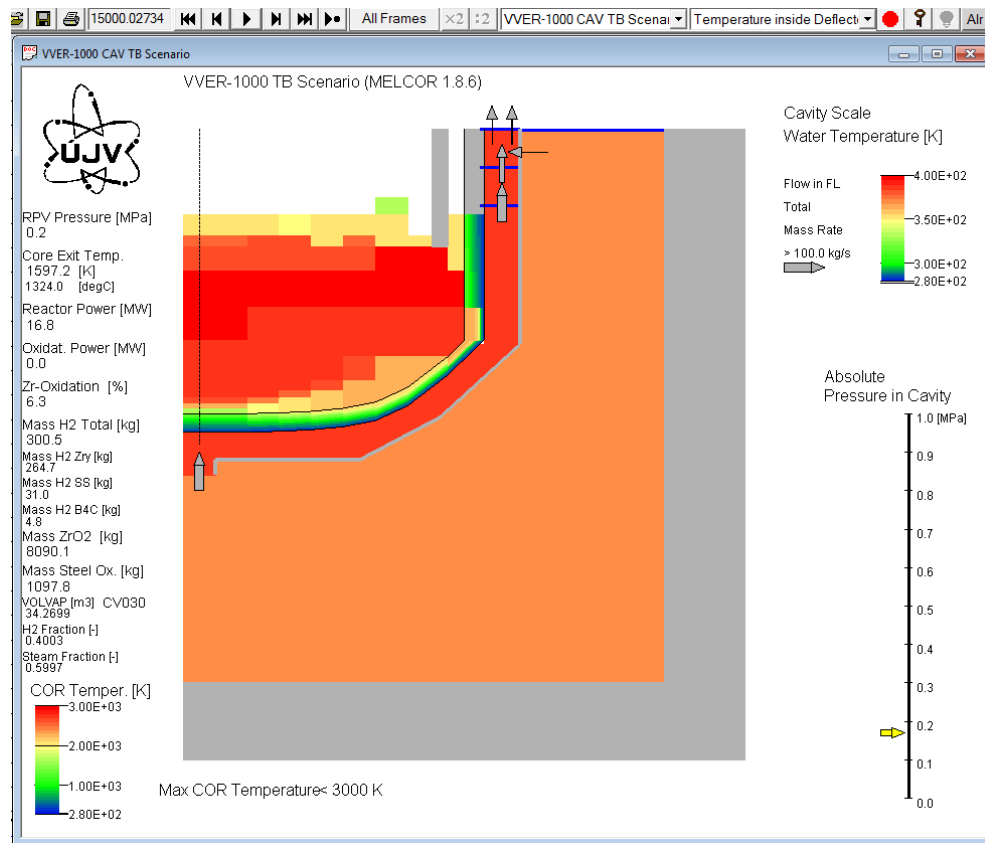 15000.02734
All Frames
×2
:2
VVER-1000 CAV TB Scenar
Temperature inside Deflect
Alr
VVER-1000 CAV TB Scenario
VVER-1000 TB Scenario (MELCOR 1.8.6)
ÚJV
RPV Pressure [MPa]
0.2
Core Exit Temp.
1597.2 [K]
1324.0 [degC]
Reactor Power [MW]
16.8
Oxidat. Power [MW]
0.0
Zr-Oxidation [%]
6.3
Mass H2 Total [kg]
300.5
Mass H2 Zry [kg]
264.7
Mass H2 SS [kg]
31.0
Mass H2 B4C [kg]
4.8
Mass ZrO2 [kg]
8090.1
Mass Steel Ox. [kg]
1097.8
VOLVAP [m3] CV030
34.2699
H2 Fraction [-]
0.4003
Steam Fraction [-]
0.5997
COR Temper. [K]
3.00E+03
2.00E+03
1.00E+03
2.80E+02
Max COR Temperature< 3000 K
Cavity Scale
Water Temperature [K]
Flow in FL
Total
Mass Rate
> 100.0 kg/s
4.00E+02
3.50E+02
3.00E+02
2.80E+02
Absolute
Pressure in Cavity
1.0 [MPa]
0.9
0.8
0.7
0.6
0.5
0.4
0.3
0.2
0.1
0.0